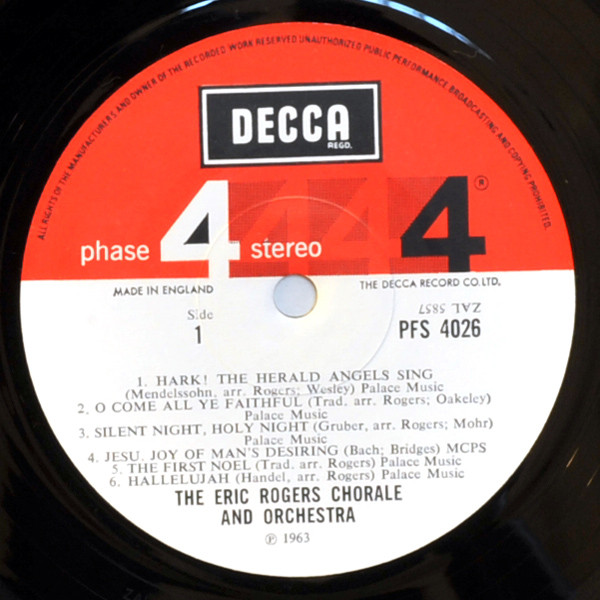 ALL RIGHTS OF THE MANUFACTURERS AND OWNER OF THE RECORDED WORK RESERVED UNAUTHORIZED PUBLIC PERFORMANCE BROADCASTING AND COPYING PROHIBITED.
DECCA
REGD.
phase 4 stereo 4 4 4 ®
MADE IN ENGLAND
THE DECCA RECORD CO. LTD.
ZAL 5857
Side
1
PFS 4026
1. HARK! THE HERALD ANGELS SING
(Mendelssohn, arr. Rogers; Wesley) Palace Music
2. O COME ALL YE FAITHFUL (Trad. arr. Rogers; Oakeley)
Palace Music
3. SILENT NIGHT, HOLY NIGHT (Gruber, arr. Rogers; Mohr)
Palace Music
4. JESU. JOY OF MAN'S DESIRING (Bach; Bridges) MCPS
5. THE FIRST NOEL (Trad. arr. Rogers) Palace Music
6. HALLELUJAH (Handel, arr. Rogers) Palace Music
THE ERIC ROGERS CHORALE
AND ORCHESTRA
℗ 1963